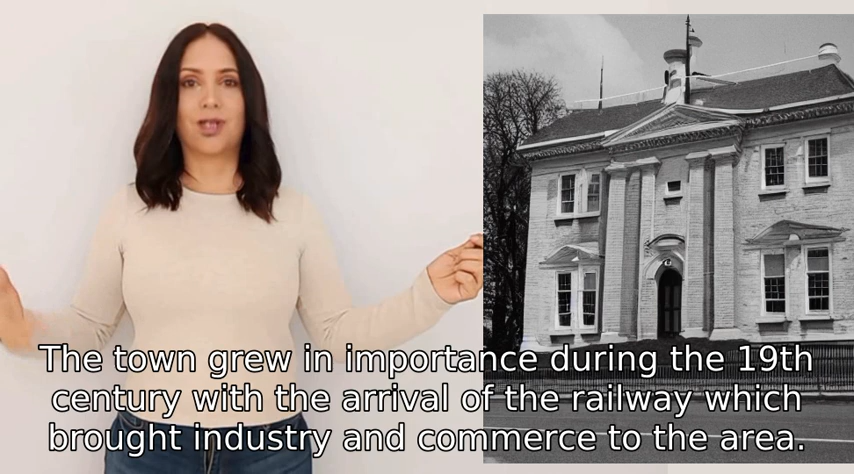 The town grew in importance during the 19th
century with the arrival of the railway which
brought industry and commerce to the area.